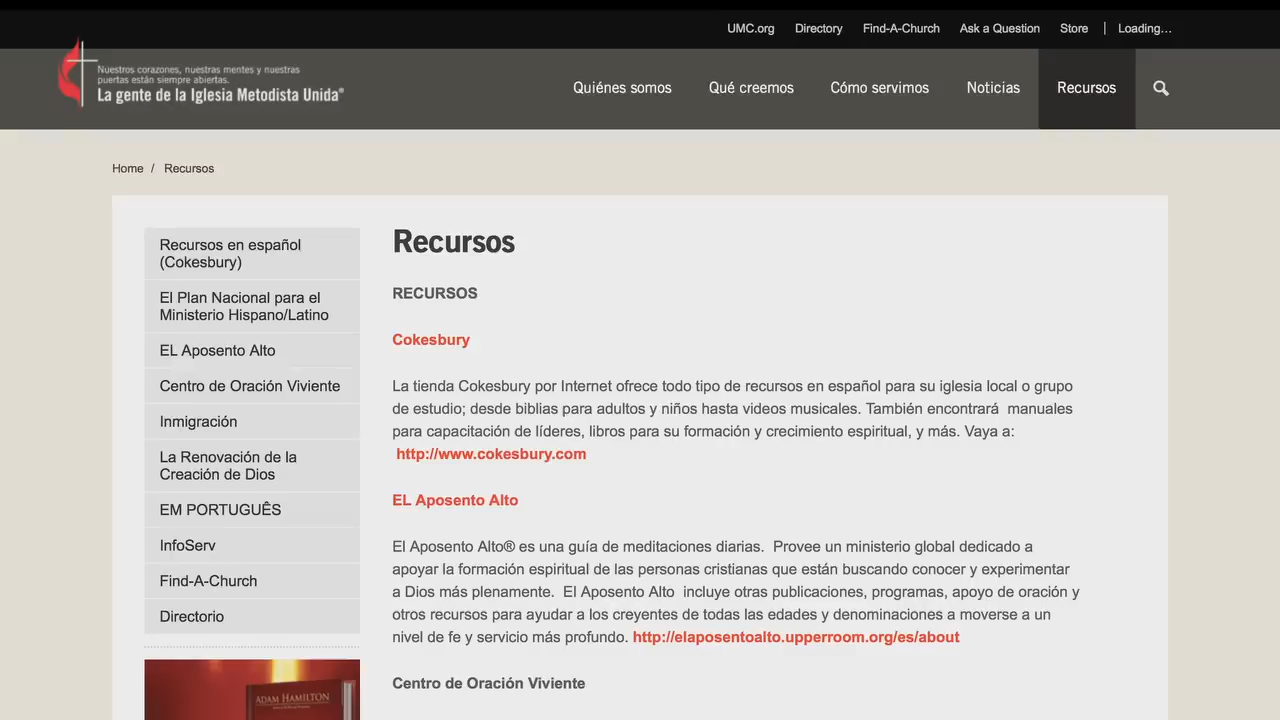 UMC.org Directory Find-A-Church Ask a Question Store | Loading...
Nuestros corazones, nuestras mentes y nuestras
puertas están siempre abiertas.
La gente de la Iglesia Metodista Unida®
Quiénes somos Qué creemos Cómo servimos Noticias Recursos
Home / Recursos
Recursos en español
(Cokesbury)
El Plan Nacional para el
Ministerio Hispano/Latino
EL Aposento Alto
Centro de Oración Viviente
Inmigración
La Renovación de la
Creación de Dios
EM PORTUGUÊS
InfoServ
Find-A-Church
Directorio
ADAM HAMILTON
Recursos
RECURSOS
Cokesbury
La tienda Cokesbury por Internet ofrece todo tipo de recursos en español para su iglesia local o grupo
de estudio; desde biblias para adultos y niños hasta videos musicales. También encontrará manuales
para capacitación de líderes, libros para su formación y crecimiento espiritual, y más. Vaya a:
http://www.cokesbury.com
EL Aposento Alto
El Aposento Alto® es una guía de meditaciones diarias. Provee un ministerio global dedicado a
apoyar la formación espiritual de las personas cristianas que están buscando conocer y experimentar
a Dios más plenamente. El Aposento Alto incluye otras publicaciones, programas, apoyo de oración y
otros recursos para ayudar a los creyentes de todas las edades y denominaciones a moverse a un
nivel de fe y servicio más profundo. http://elaposentoalto.upperroom.org/es/about
Centro de Oración Viviente